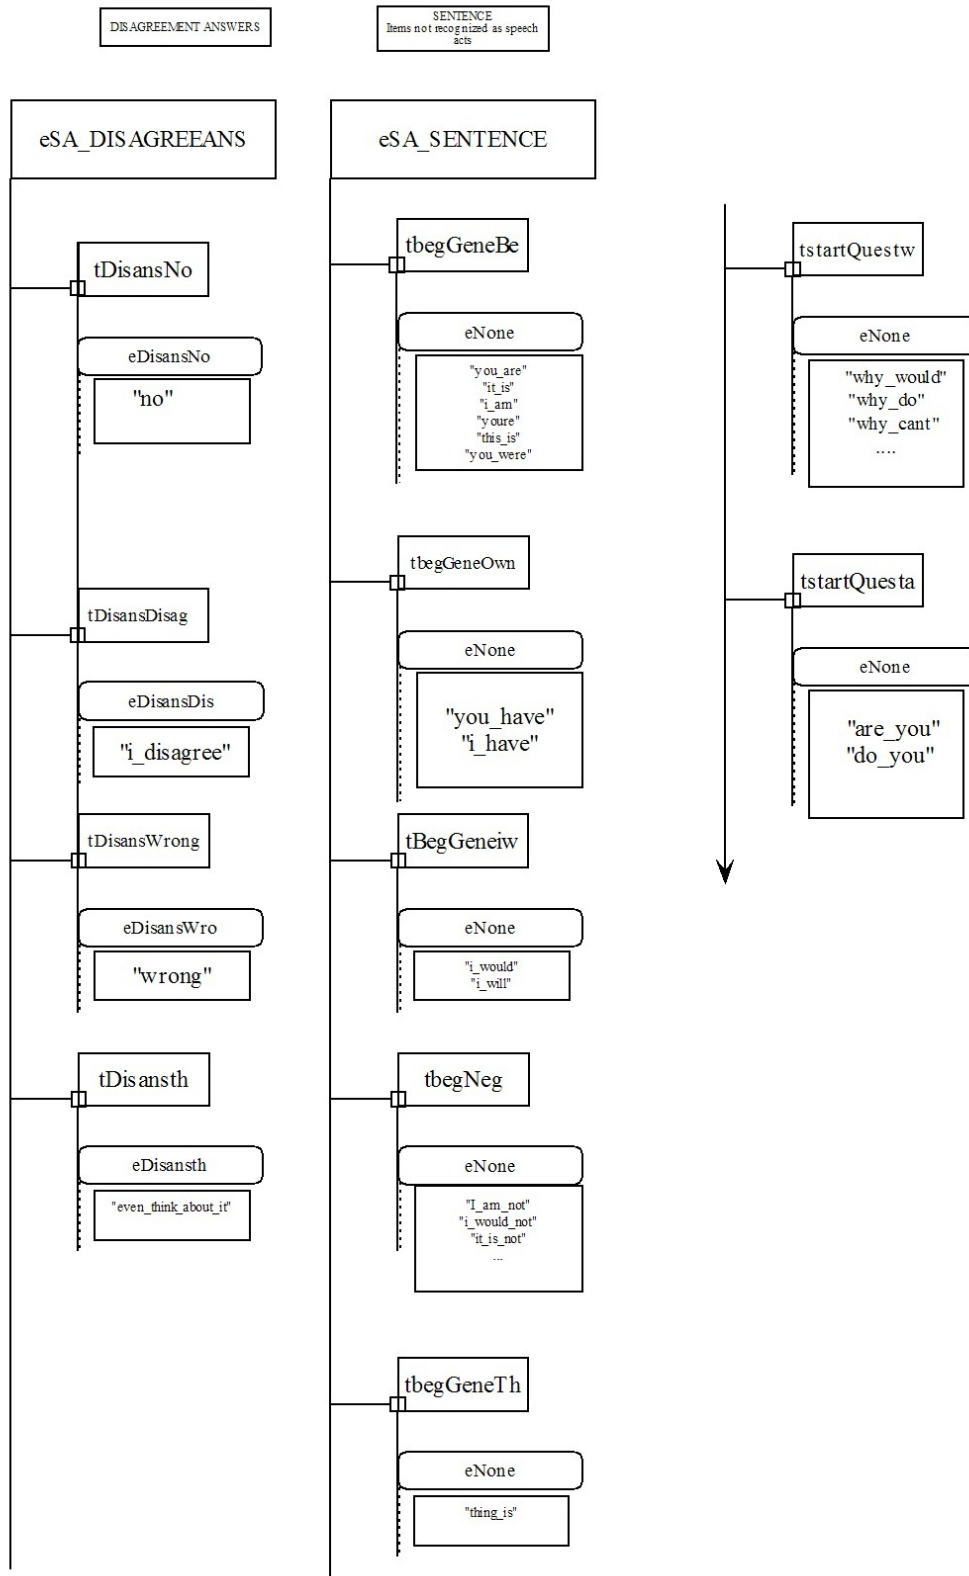 DISAGREEMENT ANSWERS
SENTENCE
Items not recognized as speech
acts
eSA_DISAGREEANS
tDisansNo
eDisansNo
"no"
tDisansDisag
eDisansDis
"i_disagree"
tDisansWrong
eDisansWro
"wrong"
tDisansth
eDisansth
"even_think_about_it"
eSA_SENTENCE
tbegGeneBe
eNone
"you_are"
"it_is"
"i_am"
"youre"
"this_is"
"you_were"
tbegGeneOwn
eNone
"you_have"
"i_have"
tBegGeneiw
eNone
"i_would"
"i_will"
tbegNeg
eNone
"I_am_not"
"i_would_not"
"it_is_not"
...
tbegGeneTh
eNone
"thing_is"
tstartQuestw
eNone
"why_would"
"why_do"
"why_cant"
....
tstartQuesta
eNone
"are_you"
"do_you"